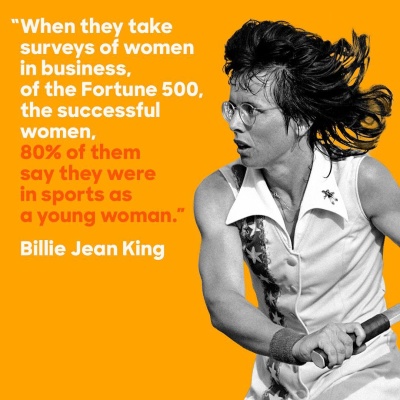 “When they take
surveys of women
in business,
of the Fortune 500,
the successful
women,
80% of them
say they were
in sports as
a young woman.”
Billie Jean King